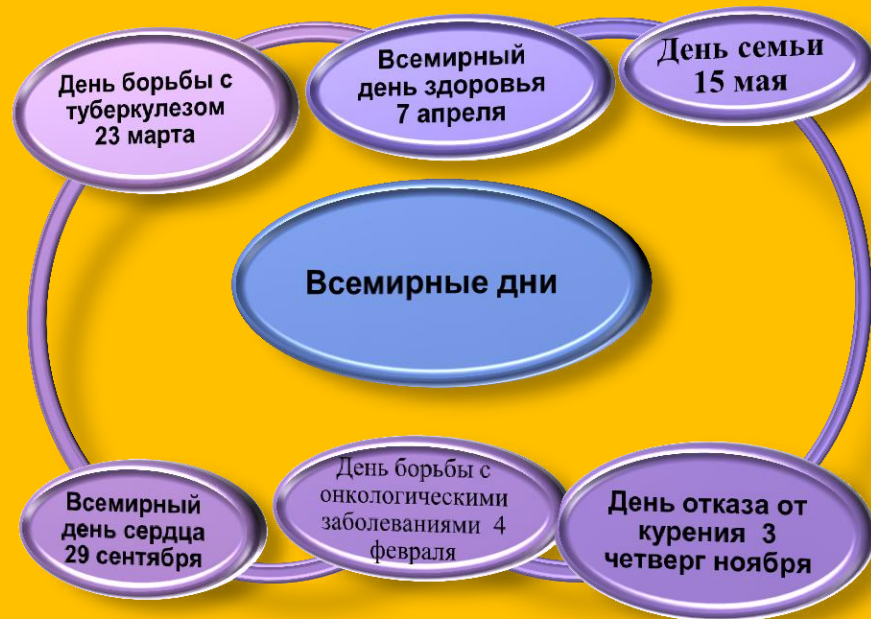 День борьбы с
туберкулезом
23 марта
Всемирный
день здоровья
7 апреля
День семьи
15 мая
Всемирные дни
Всемирный
день сердца
29 сентября
День борьбы с
онкологическими
заболеваниями 4
февраля
День отказа от
курения 3
четверг ноября